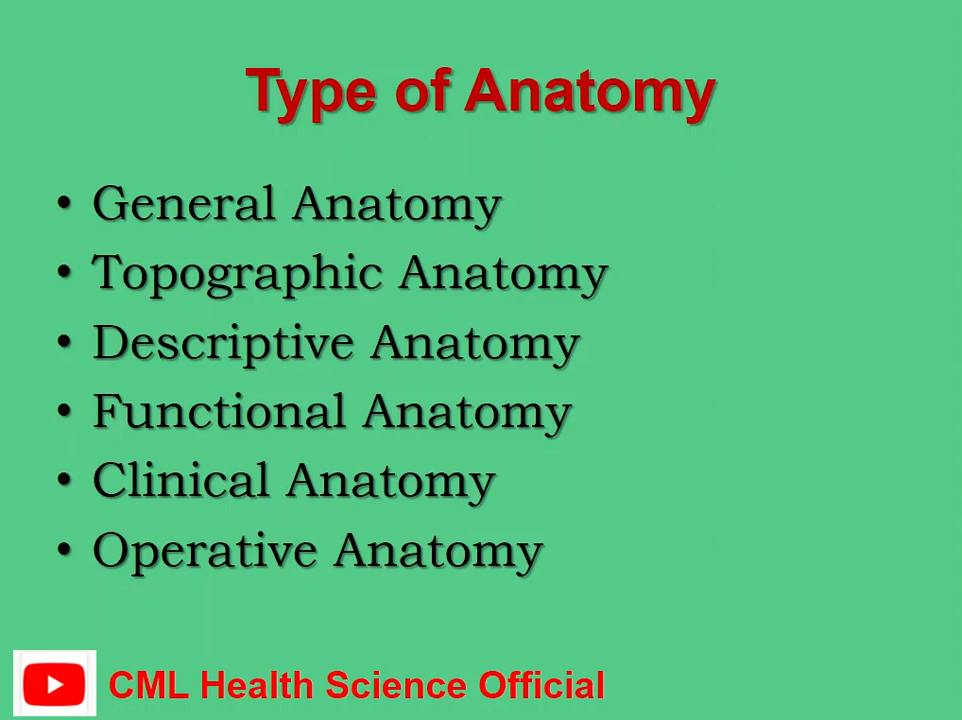 Type of Anatomy
• General Anatomy
• Topographic Anatomy
• Descriptive Anatomy
• Functional Anatomy
• Clinical Anatomy
• Operative Anatomy
CML Health Science Official